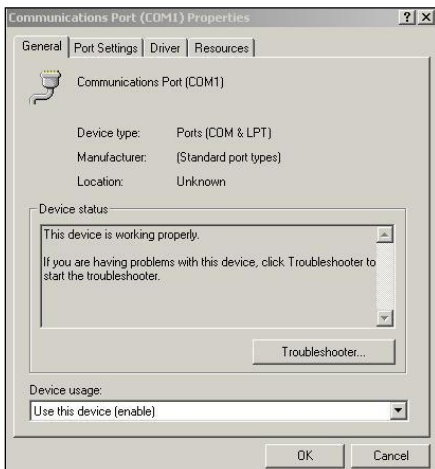 Communications Port (COM1) Properties
General Port Settings Driver Resources
Communications Port (COM1)
Device type: Ports (COM & LPT)
Manufacturer: (Standard port types)
Location: Unknown
Device status
This device is working properly.
If you are having problems with this device, click Troubleshooter to
start the troubleshooter.
Troubleshooter...
Device usage:
Use this device (enable)
OK Cancel